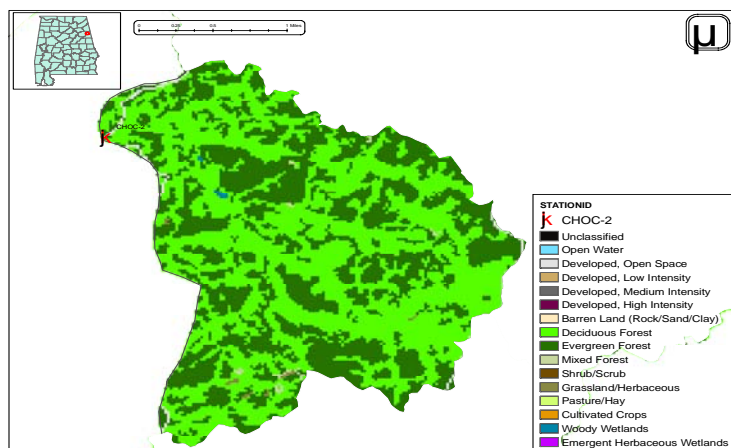 0 0.25 0.5 1 Miles
µ
CHOC-2
STATIONID
CHOC-2
Unclassified
Open Water
Developed, Open Space
Developed, Low Intensity
Developed, Medium Intensity
Developed, High Intensity
Barren Land (Rock/Sand/Clay)
Deciduous Forest
Evergreen Forest
Mixed Forest
Shrub/Scrub
Grassland/Herbaceous
Pasture/Hay
Cultivated Crops
Woody Wetlands
Emergent Herbaceous Wetlands